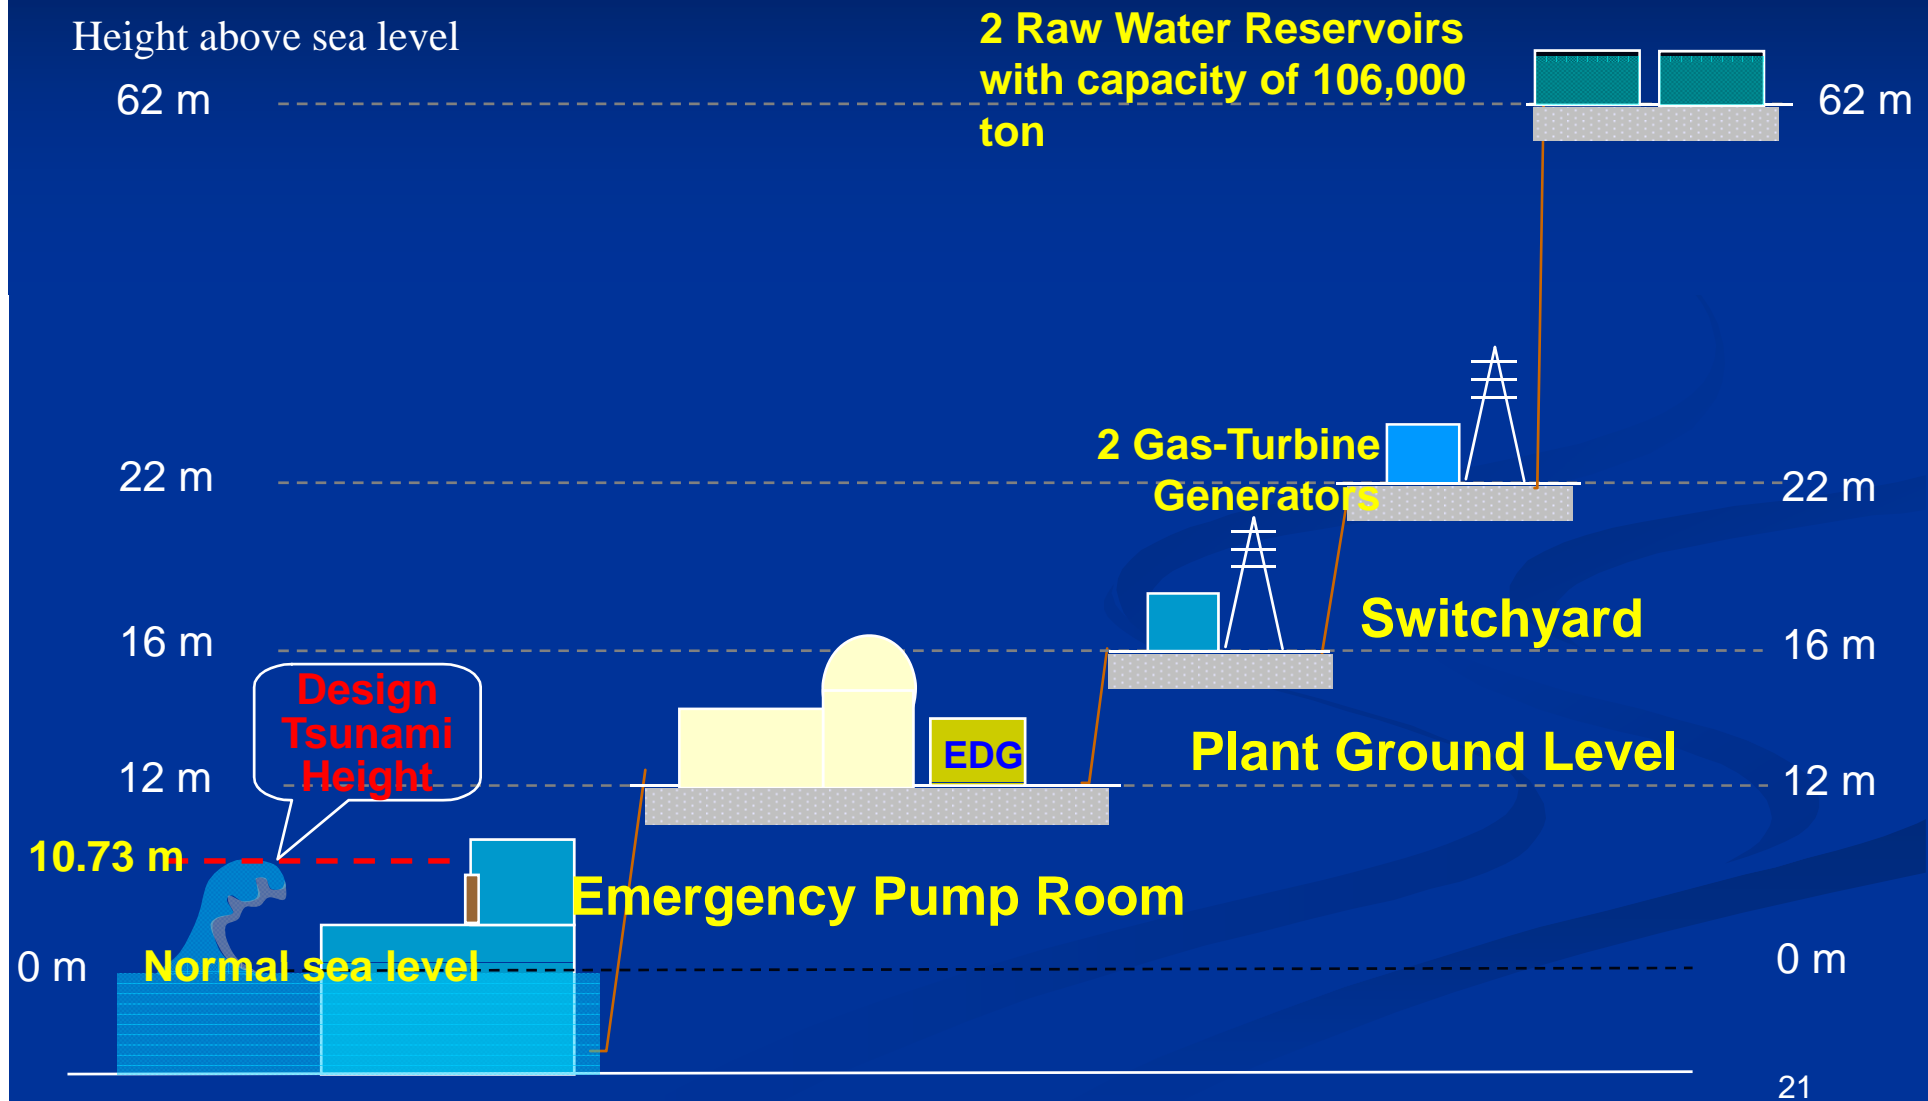 Height above sea level
2 Raw Water Reservoirs
with capacity of 106,000
ton
62 m
62 m
2 Gas-Turbine
Generators
22 m
22 m
Switchyard
16 m
16 m
Design
Tsunami
Height
EDG
Plant Ground Level
12 m
12 m
10.73 m
Emergency Pump Room
0 m
Normal sea level
0 m
21